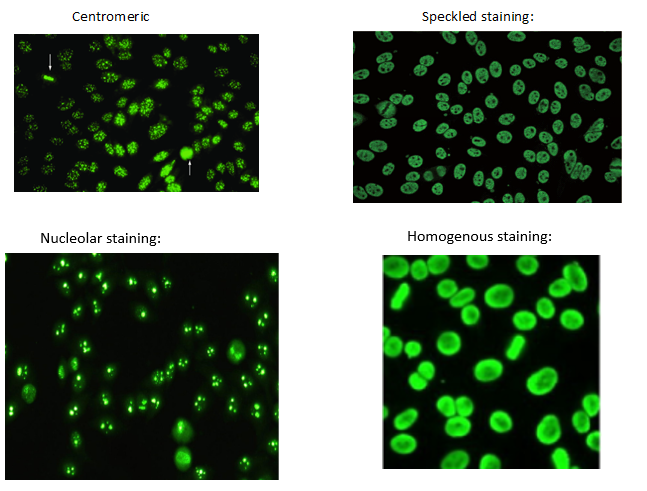 Centromeric
Speckled staining:
Nucleolar staining:
Homogenous staining: